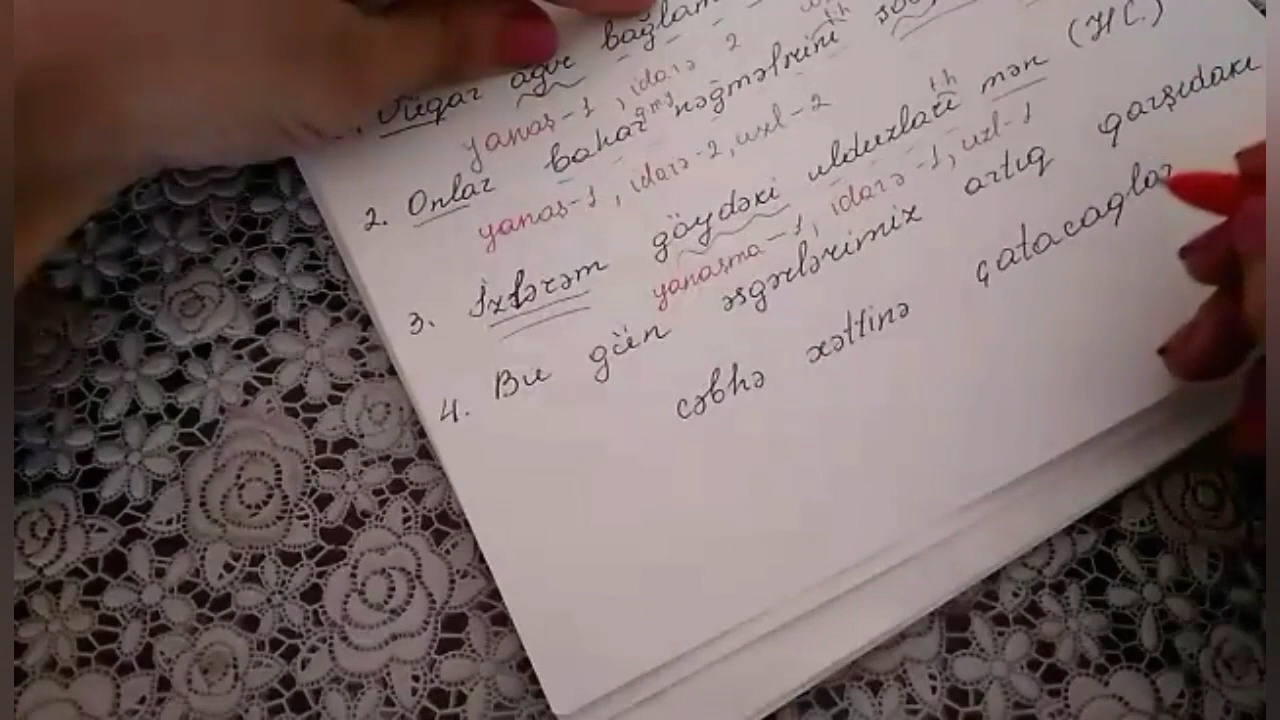 Vüqar ağır bağlam
yanaş-1, idarə 2
2. Onlar bahar nəğmələrini
yanaş-1, idarə-2, uzl-2
3. İzlərəm göydəki ulduzları mən (H.C.)
yanaşma-1, idarə-1, uzl-1
4. Bu gün əsgərlərimiz artıq qarşıdakı
cəbhə xəttinə çatacaqlar